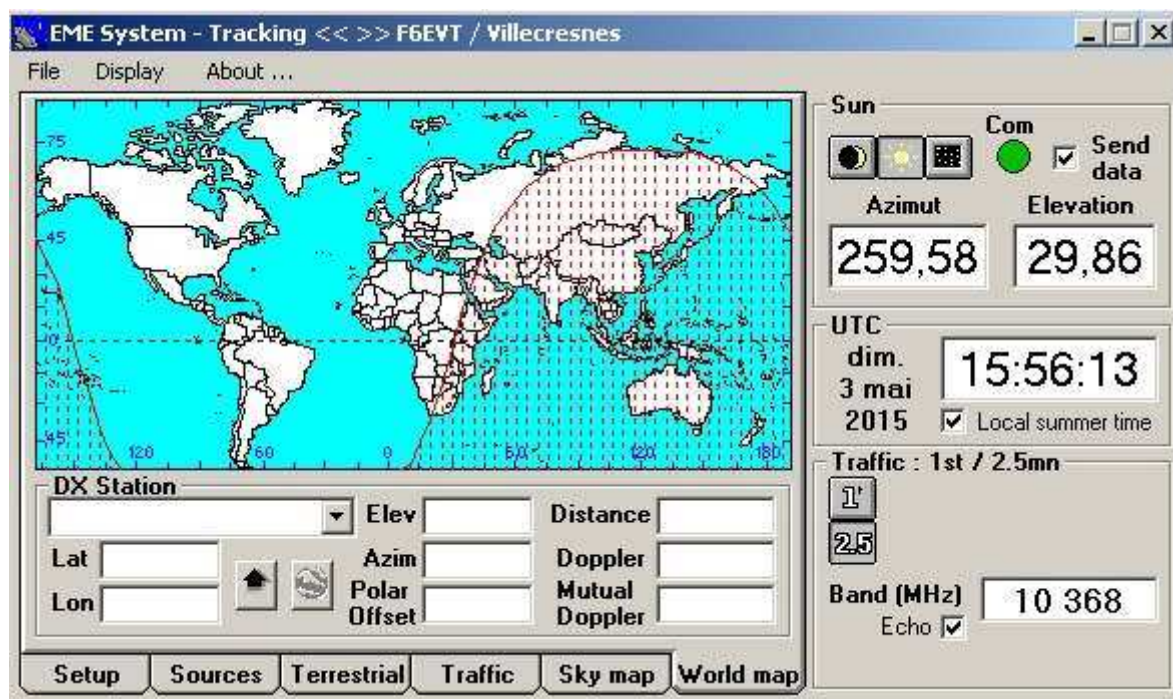 EME System - Tracking << >> F6EVT / Villecresnes
File Display About ...
75
45
0
45
120 60 0 60 120 180
DX Station
Elev
Distance
Lat
Azim
Doppler
Lon
Polar Offset
Mutual Doppler
Setup Sources Terrestrial Traffic Sky map World map
Sun
Com
Send data
Azimut Elevation
259,58 29,86
UTC
dim.
3 mai
2015
15:56:13
Local summer time
Traffic : 1st / 2.5mn
1'
2.5
Band (MHz) 10 368
Echo